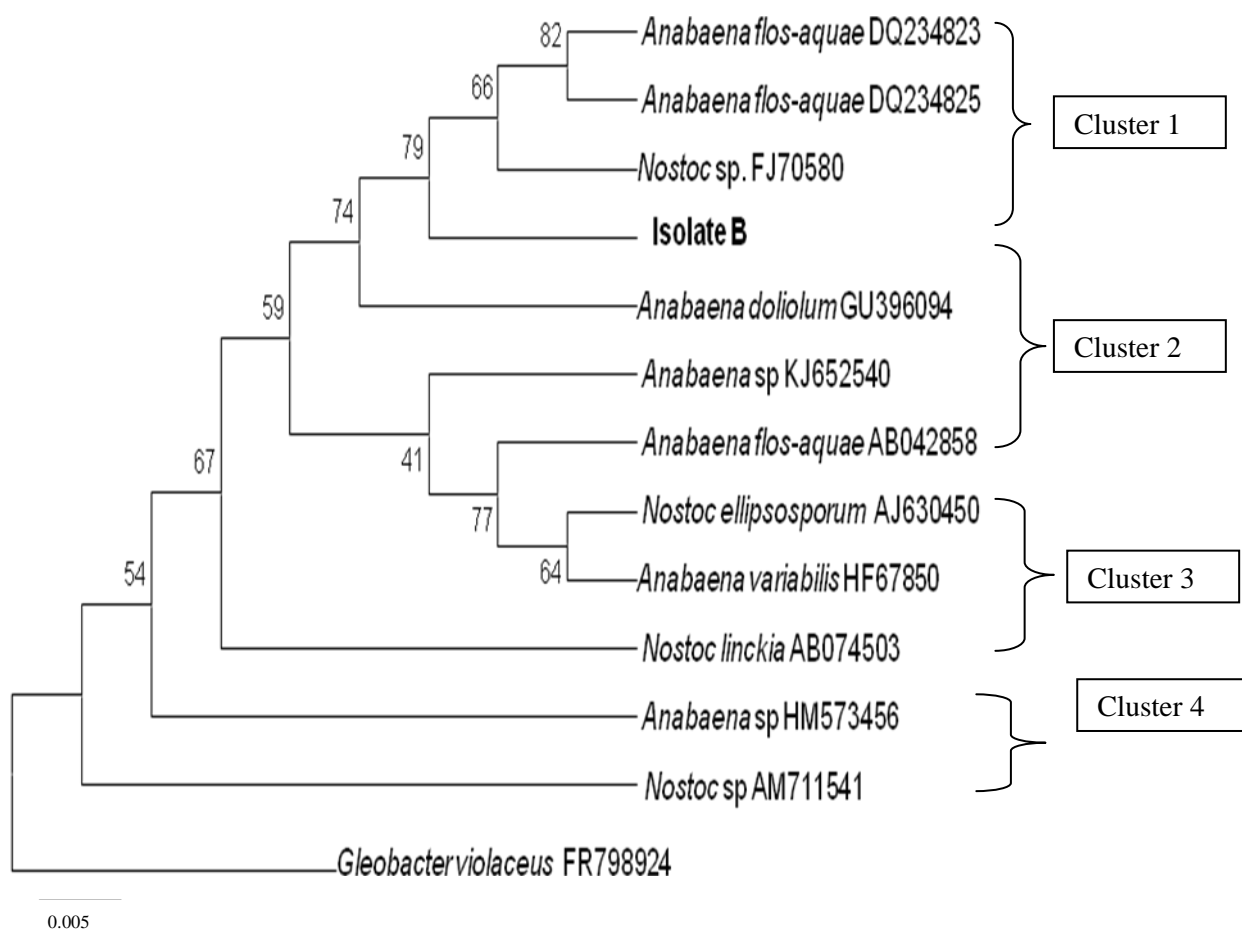 82
Anabaena flos-aquae DQ234823
66
Anabaena flos-aquae DQ234825
Cluster 1
79
Nostoc sp. FJ70580
74
Isolate B
59
Anabaena doliolum GU396094
Cluster 2
Anabaena sp KJ652540
41
Anabaena flos-aquae AB042858
67
Nostoc ellipsosporum AJ630450
77
64
Anabaena variabilis HF67850
Cluster 3
54
Nostoc linckia AB074503
Anabaena sp HM573456
Cluster 4
Nostoc sp AM711541
Gleobacter violaceus FR798924
0.005